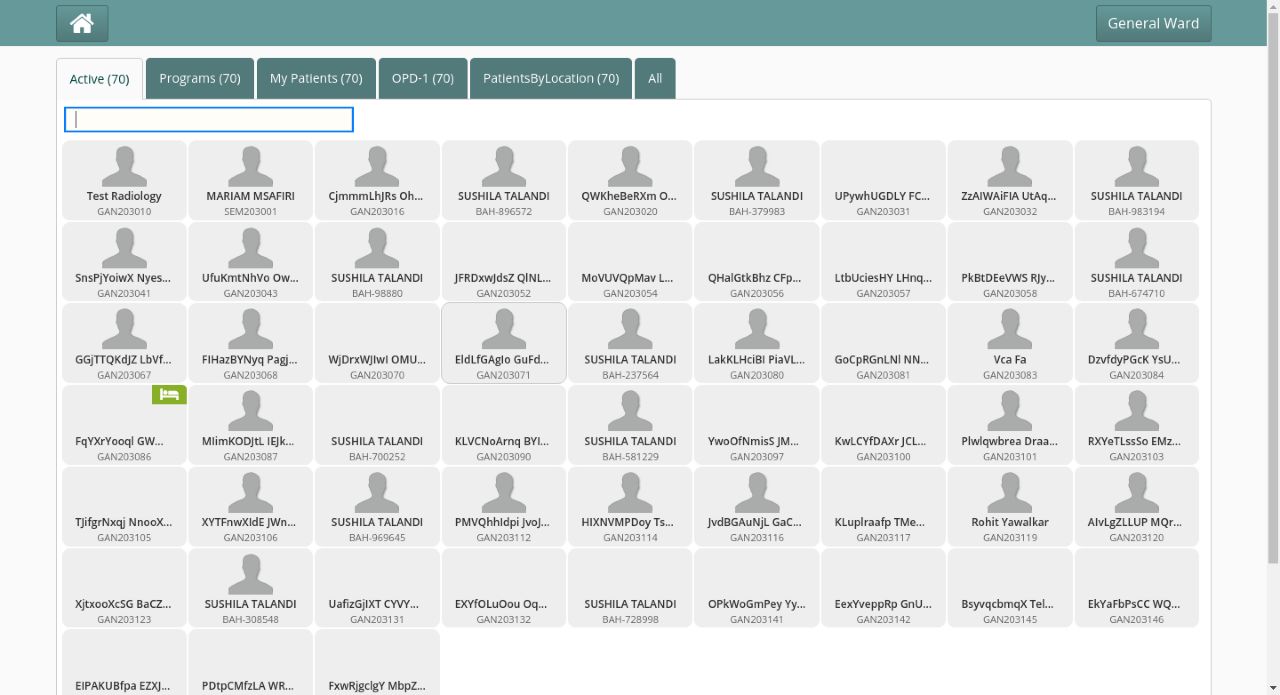 General Ward
Active (70)
Programs (70)
My Patients (70)
OPD-1 (70)
PatientsByLocation (70)
All
Test Radiology
GAN203010
MARIAM MSAFIRI
SEM203001
CjmmmLhJRs Oh...
GAN203016
SUSHILA TALANDI
BAH-896572
QWKheBeRXm O...
GAN203020
SUSHILA TALANDI
BAH-379983
UPywhUGDLY FC...
GAN203031
ZzAIWAiFIA UtAq...
GAN203032
SUSHILA TALANDI
BAH-983194
SnsPjYoiwX Nyes...
GAN203041
UfuKmtNhVo Ow...
GAN203043
SUSHILA TALANDI
BAH-98880
JFRDxwJdsZ QlNL...
GAN203052
MoVUVQpMav L...
GAN203054
QHalGtkBhz CFp...
GAN203056
LtbUciesHY LHnq...
GAN203057
PkBtDEeVWS RJy...
GAN203058
SUSHILA TALANDI
BAH-674710
GGjTTQKdJZ LbVf...
GAN203067
FIHazBYNyq Pagj...
GAN203068
WjDrxWJIwI OMU...
GAN203070
EldLfGAgIo GuFd...
GAN203071
SUSHILA TALANDI
BAH-237564
LakKLHciBI PiaVL...
GAN203080
GoCpRGnLNl NN...
GAN203081
Vca Fa
GAN203083
DzvfdyPGcK YsU...
GAN203084
FqYXrYooql GW...
GAN203086
MIimKODJtL IEJk...
GAN203087
SUSHILA TALANDI
BAH-700252
KLVCNoArnq BYI...
GAN203090
SUSHILA TALANDI
BAH-581229
YwoOfNmisS JM...
GAN203097
KwLCYfDAXr JCL...
GAN203100
Plwlqwbrea Draa...
GAN203101
RXYeTLssSo EMz...
GAN203103
TJifgrNxqj NnooX...
GAN203105
XYTFnwXIdE JWn...
GAN203106
SUSHILA TALANDI
BAH-969645
PMVQhhIdpi JvoJ...
GAN203112
HIXNVMPDoy Ts...
GAN203114
JvdBGAuNjL GaC...
GAN203116
KLuplraafp TMe...
GAN203117
Rohit Yawalkar
GAN203119
AIvLgZLLUP MQr...
GAN203120
XjtxooXcSG BaCZ...
GAN203123
SUSHILA TALANDI
BAH-308548
UafizGjIXT CYVY...
GAN203131
EXYfOLuOou Oq...
GAN203132
SUSHILA TALANDI
BAH-728998
OPkWoGmPey Yy...
GAN203141
EexYveppRp GnU...
GAN203142
BsyvqcbmqX Tel...
GAN203145
EkYaFbPsCC WQ...
GAN203146
EIPAKUBfpa EZXJ...
PDtpCMfzLA WR...
FxwRjgclgY MbpZ...